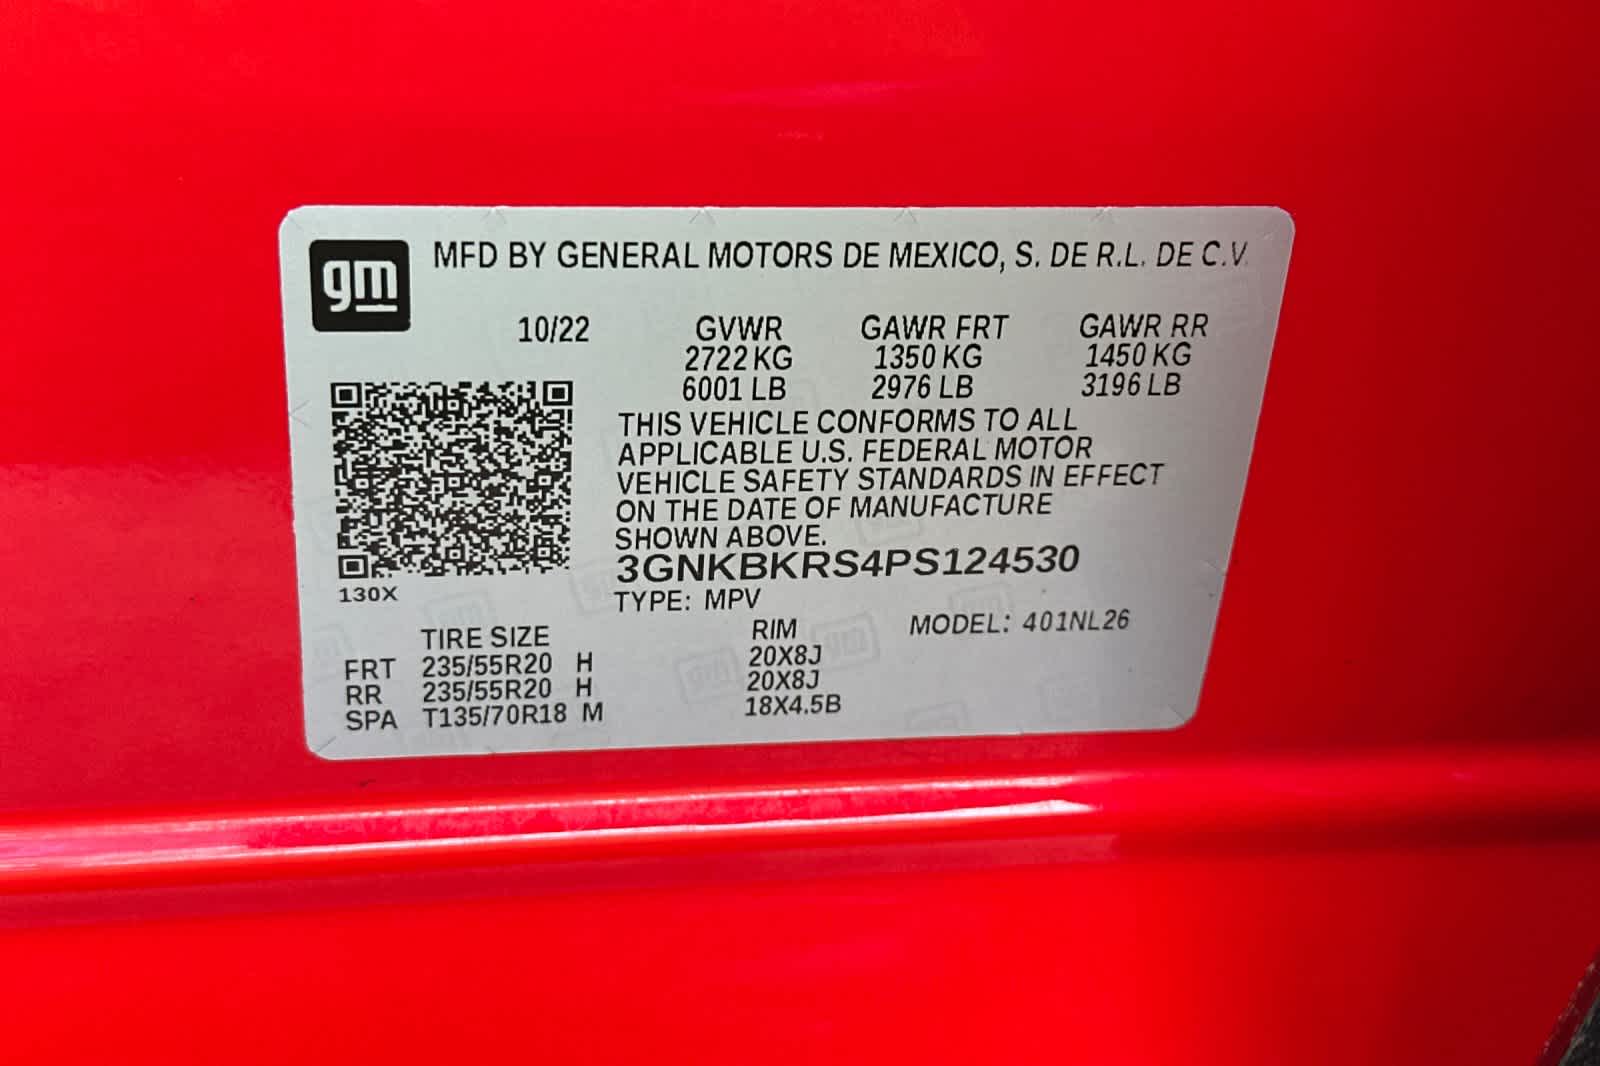 gm
MFD BY GENERAL MOTORS DE MEXICO, S. DE R.L. DE C.V.
10/22 GVWR GAWR FRT GAWR RR
2722 KG 1350 KG 1450 KG
6001 LB 2976 LB 3196 LB
THIS VEHICLE CONFORMS TO ALL
APPLICABLE U.S. FEDERAL MOTOR
VEHICLE SAFETY STANDARDS IN EFFECT
ON THE DATE OF MANUFACTURE
SHOWN ABOVE.
3GNKBKRS4PS124530
130X
TYPE: MPV
MODEL: 401NL26
TIRE SIZE RIM
FRT 235/55R20 H 20X8J
RR 235/55R20 H 20X8J
SPA T135/70R18 M 18X4.5B